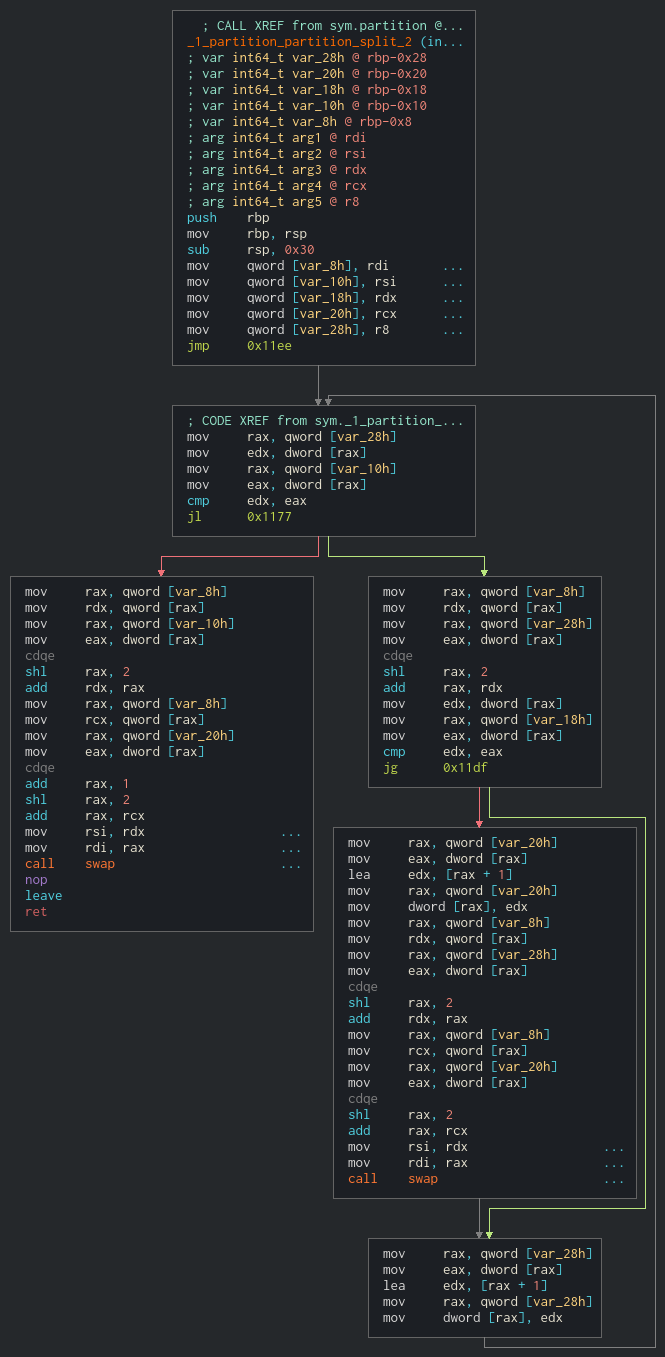 ; CALL XREF from sym.partition @...
_1_partition_partition_split_2 (in...
; var int64_t var_28h @ rbp-0x28
; var int64_t var_20h @ rbp-0x20
; var int64_t var_18h @ rbp-0x18
; var int64_t var_10h @ rbp-0x10
; var int64_t var_8h @ rbp-0x8
; arg int64_t arg1 @ rdi
; arg int64_t arg2 @ rsi
; arg int64_t arg3 @ rdx
; arg int64_t arg4 @ rcx
; arg int64_t arg5 @ r8
push rbp
mov rbp, rsp
sub rsp, 0x30
mov qword [var_8h], rdi ...
mov qword [var_10h], rsi ...
mov qword [var_18h], rdx ...
mov qword [var_20h], rcx ...
mov qword [var_28h], r8 ...
jmp 0x11ee
; CODE XREF from sym._1_partition_...
mov rax, qword [var_28h]
mov edx, dword [rax]
mov rax, qword [var_10h]
mov eax, dword [rax]
cmp edx, eax
jl 0x1177
mov rax, qword [var_8h]
mov rdx, qword [rax]
mov rax, qword [var_10h]
mov eax, dword [rax]
cdqe
shl rax, 2
add rdx, rax
mov rax, qword [var_8h]
mov rcx, qword [rax]
mov rax, qword [var_20h]
mov eax, dword [rax]
cdqe
add rax, 1
shl rax, 2
add rax, rcx
mov rsi, rdx ...
mov rdi, rax ...
call swap ...
nop
leave
ret
mov rax, qword [var_8h]
mov rdx, qword [rax]
mov rax, qword [var_28h]
mov eax, dword [rax]
cdqe
shl rax, 2
add rax, rdx
mov edx, dword [rax]
mov rax, qword [var_18h]
mov eax, dword [rax]
cmp edx, eax
jg 0x11df
mov rax, qword [var_20h]
mov eax, dword [rax]
lea edx, [rax + 1]
mov rax, qword [var_20h]
mov dword [rax], edx
mov rax, qword [var_8h]
mov rdx, qword [rax]
mov rax, qword [var_28h]
mov eax, dword [rax]
cdqe
shl rax, 2
add rdx, rax
mov rax, qword [var_8h]
mov rcx, qword [rax]
mov rax, qword [var_20h]
mov eax, dword [rax]
cdqe
shl rax, 2
add rax, rcx
mov rsi, rdx ...
mov rdi, rax ...
call swap ...
mov rax, qword [var_28h]
mov eax, dword [rax]
lea edx, [rax + 1]
mov rax, qword [var_28h]
mov dword [rax], edx